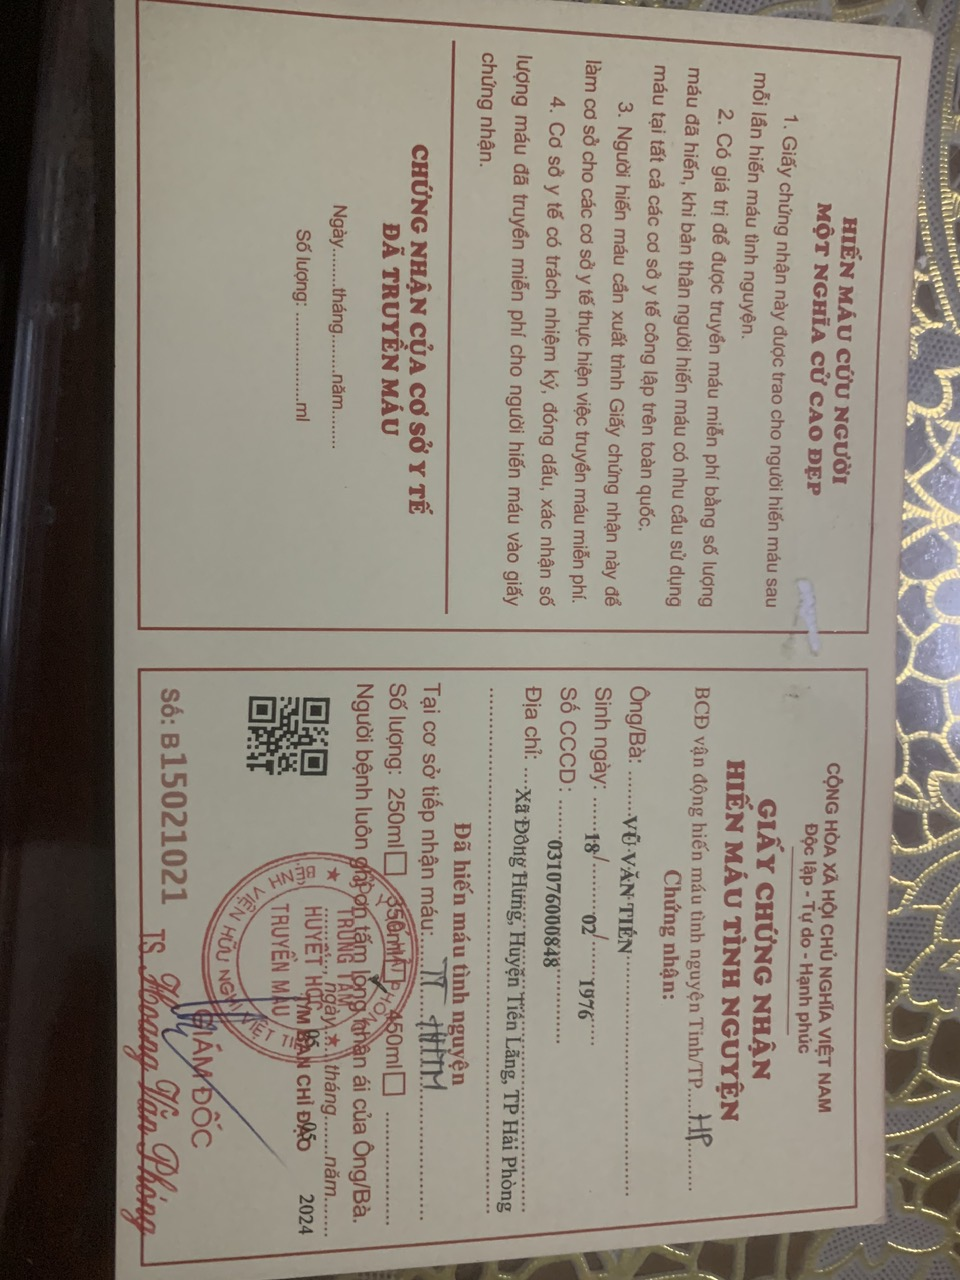 HIẾN MÁU CỨU NGƯỜI
MỘT NGHĨA CỬ CAO ĐẸP
1. Giấy chứng nhận này được trao cho người hiến máu sau
mỗi lần hiến máu tình nguyện.
2. Có giá trị để được truyền máu miễn phí bằng số lượng
máu đã hiến, khi bản thân người hiến máu có nhu cầu sử dụng
máu tại tất cả các cơ sở y tế công lập trên toàn quốc.
3. Người hiến máu cần xuất trình Giấy chứng nhận này để
làm cơ sở cho các cơ sở y tế thực hiện việc truyền máu miễn phí.
4. Cơ sở y tế có trách nhiệm ký, đóng dấu, xác nhận số
lượng máu đã truyền miễn phí cho người hiến máu vào giấy
chứng nhận.
CHỨNG NHẬN CỦA CƠ SỞ Y TẾ
ĐÃ TRUYỀN MÁU
Ngày.......tháng.........năm........
Số lượng: ................ml
CỘNG HÒA XÃ HỘI CHỦ NGHĨA VIỆT NAM
Độc lập - Tự do - Hạnh phúc
GIẤY CHỨNG NHẬN
HIẾN MÁU TÌNH NGUYỆN
BCĐ vận động hiến máu tình nguyện Tỉnh/TP....HP........
Chứng nhận:
Ông/Bà: ........VŨ VĂN TIẾN........
Sinh ngày: ......18/.........02/.........1976.....
Số CCCD: ......031076000848..........
Địa chỉ: ....Xã Đông Hưng, Huyện Tiên Lãng, TP Hải Phòng
Đã hiến máu tình nguyện
Tại cơ sở tiếp nhận máu:......TT....HHTM............
Số lượng: 250ml☐ 350ml☑ 450ml☐ ............
Người bệnh luôn ghi ơn tấm lòng nhân ái của Ông/Bà.
........, ngày 05 tháng 05 năm 2024
T/M BAN CHỈ ĐẠO
GIÁM ĐỐC
TRUNG TÂM
HUYẾT HỌC
TRUYỀN MÁU
BỆNH VIỆN HỮU NGHỊ VIỆT TIỆP
TS. Hoàng Văn Phóng
Số: B15021021